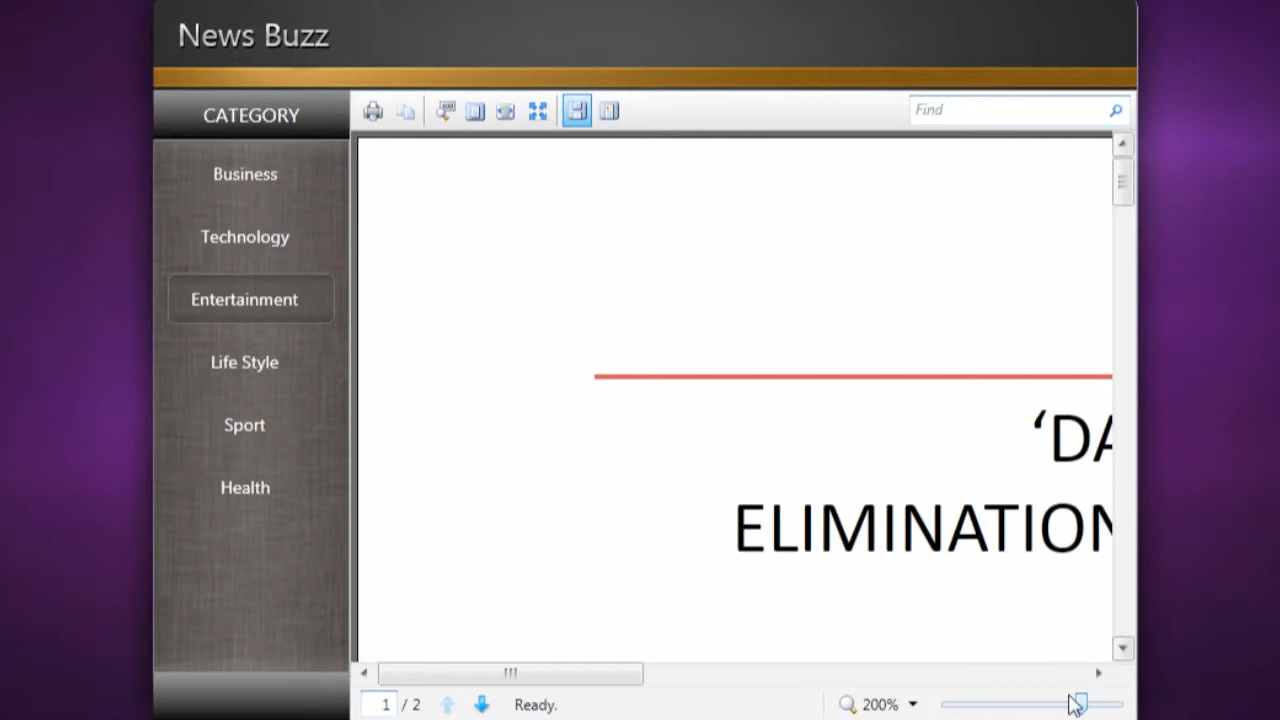 News Buzz
CATEGORY
Find
Business
Technology
Entertainment
Life Style
Sport
Health
‘DA
ELIMINATION
1 / 2
Ready.
200%